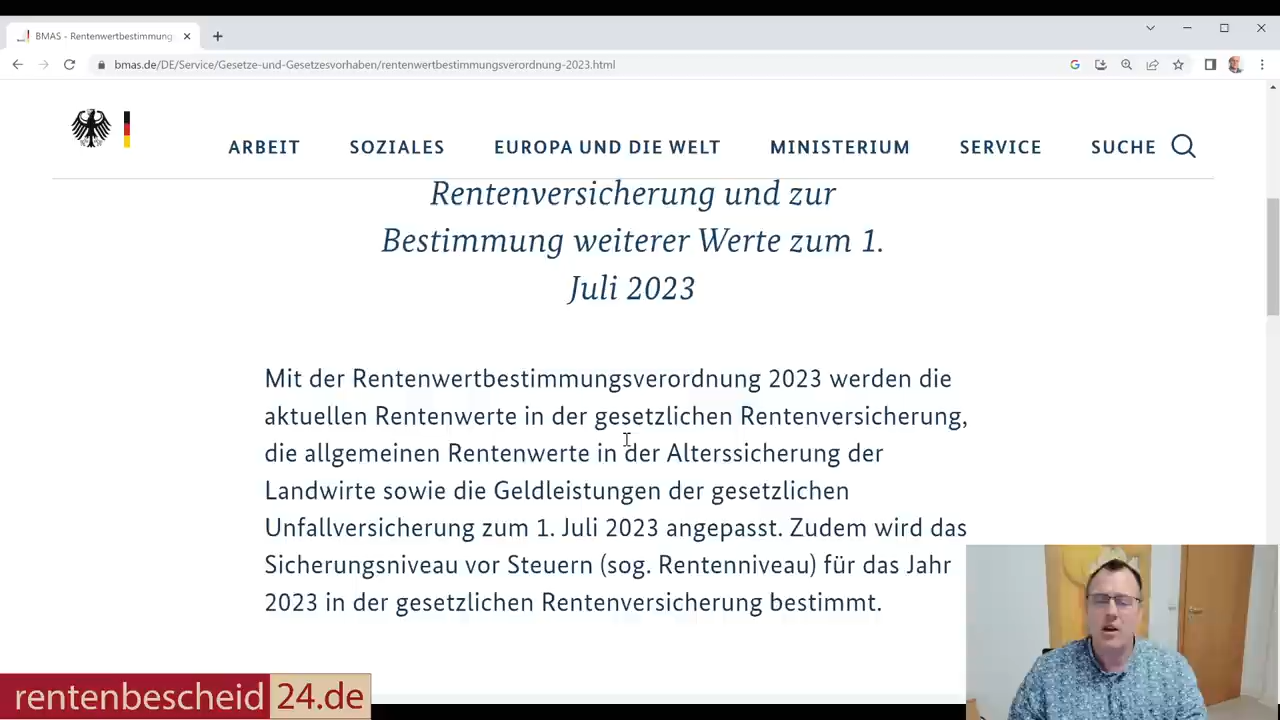 BMAS - Rentenwertbestimmung
bmas.de/DE/Service/Gesetze-und-Gesetzesvorhaben/rentenwertbestimmungsverordnung-2023.html
ARBEIT SOZIALES EUROPA UND DIE WELT MINISTERIUM SERVICE SUCHE
Rentenversicherung und zur
Bestimmung weiterer Werte zum 1.
Juli 2023
Mit der Rentenwertbestimmungsverordnung 2023 werden die
aktuellen Rentenwerte in der gesetzlichen Rentenversicherung,
die allgemeinen Rentenwerte in der Alterssicherung der
Landwirte sowie die Geldleistungen der gesetzlichen
Unfallversicherung zum 1. Juli 2023 angepasst. Zudem wird das
Sicherungsniveau vor Steuern (sog. Rentenniveau) für das Jahr
2023 in der gesetzlichen Rentenversicherung bestimmt.
rentenbescheid 24.de